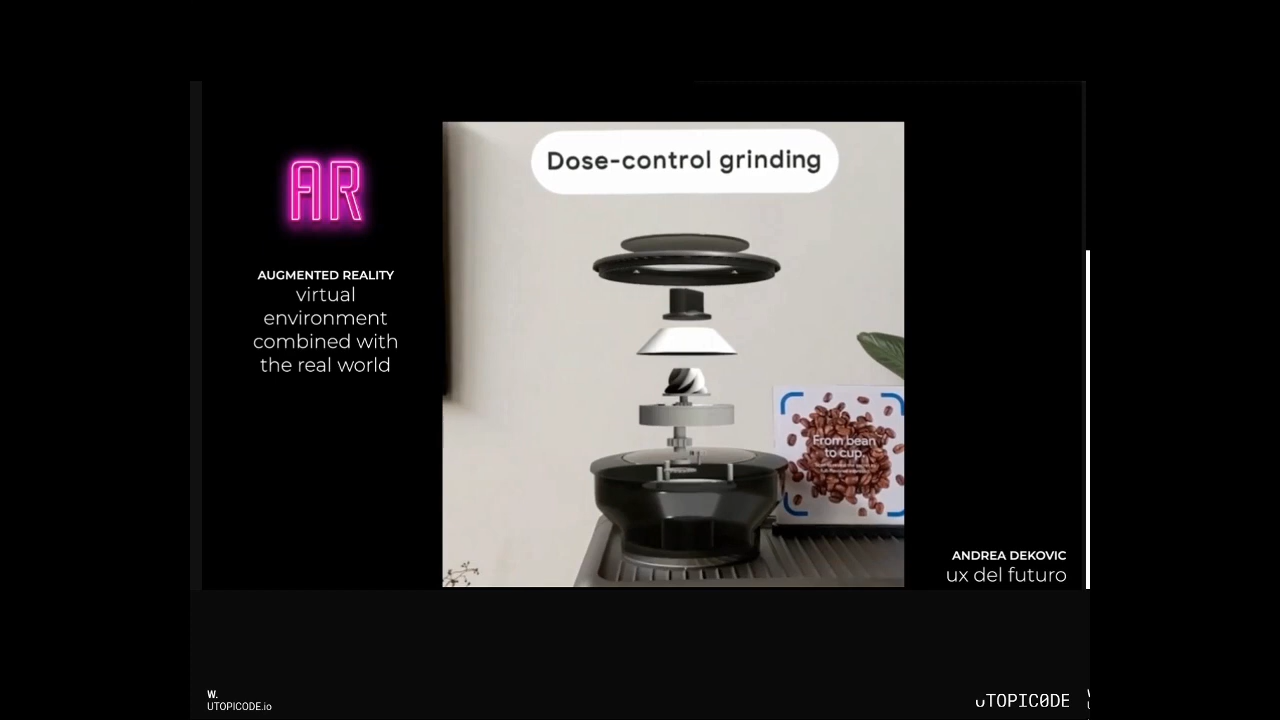 Dose-control grinding
AR
AUGMENTED REALITY
virtual
environment
combined with
the real world
From bean
to cup.
ANDREA DEKOVIC
ux del futuro
W.
UTOPICODE.io
UTOPICODE